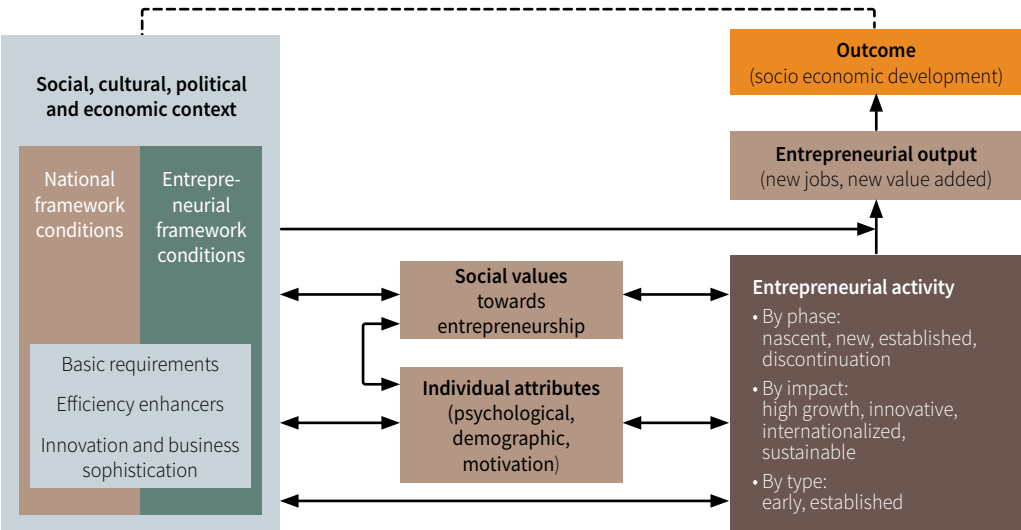 Social, cultural, political
and economic context
National
framework
conditions
Entrepre-
neurial
framework
conditions
Basic requirements
Efficiency enhancers
Innovation and business
sophistication
Social values
towards
entrepreneurship
Individual attributes
(psychological,
demographic,
motivation)
Outcome
(socio economic development)
Entrepreneurial output
(new jobs, new value added)
Entrepreneurial activity
• By phase:
nascent, new, established,
discontinuation
• By impact:
high growth, innovative,
internationalized,
sustainable
• By type:
early, established